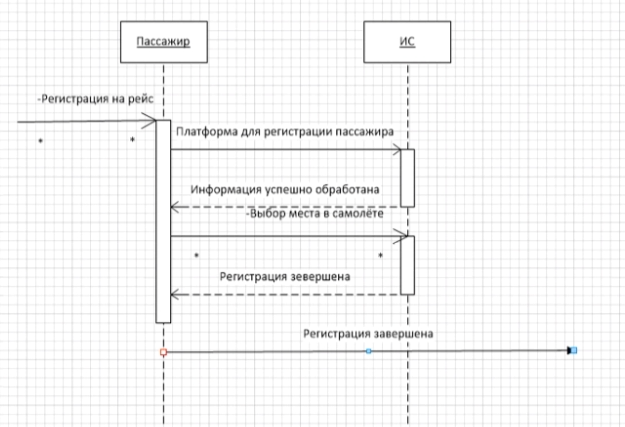 Пассажир
ИС
-Регистрация на рейс
*
*
Платформа для регистрации пассажира
Информация успешно обработана
-Выбор места в самолёте
*
*
Регистрация зевершена
Регистрация завершена